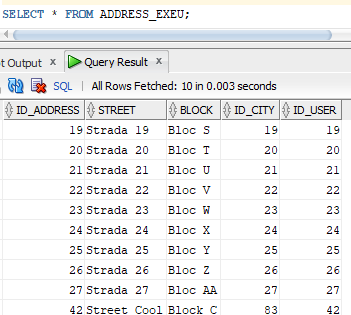 SELECT * FROM ADDRESS_EXEU;
t Output x Query Result x
SQL | All Rows Fetched: 10 in 0.003 seconds
ID_ADDRESS STREET BLOCK ID_CITY ID_USER
19 Strada 19 Bloc S 19 19
20 Strada 20 Bloc T 20 20
21 Strada 21 Bloc U 21 21
22 Strada 22 Bloc V 22 22
23 Strada 23 Bloc W 23 23
24 Strada 24 Bloc X 24 24
25 Strada 25 Bloc Y 25 25
26 Strada 26 Bloc Z 26 26
27 Strada 27 Bloc AA 27 27
42 Street Cool Block C 83 42